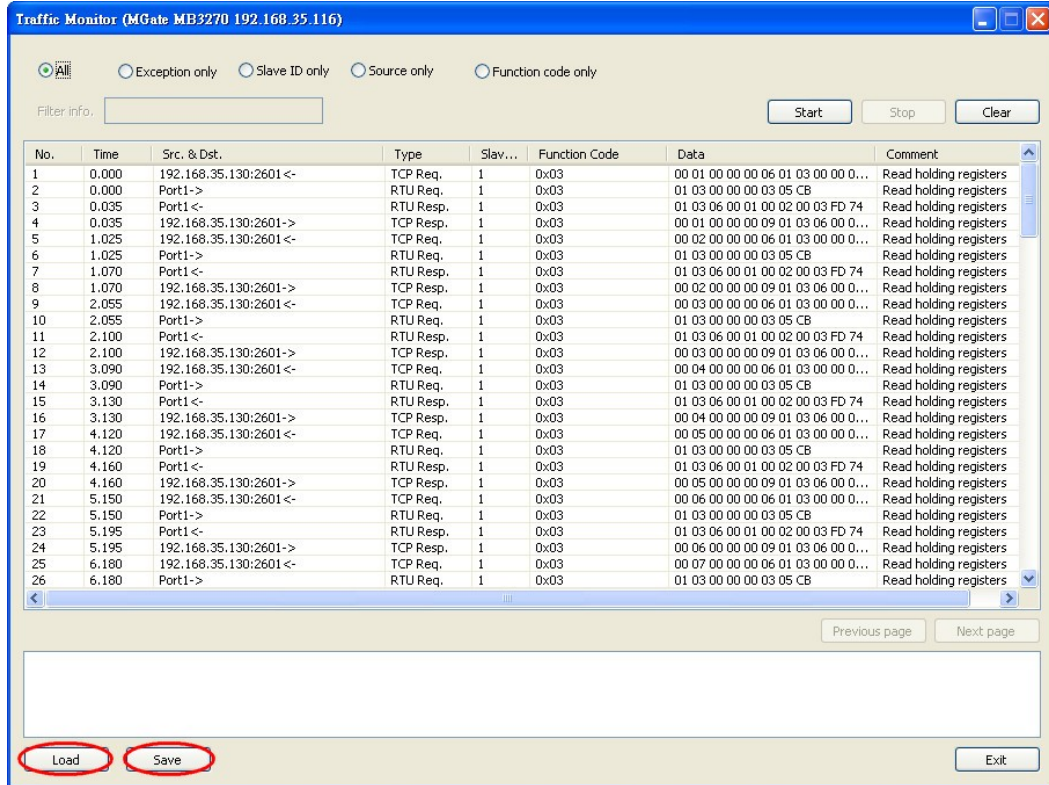 Traffic Monitor (MGate MB3270 192.168.35.116)
All Exception only Slave ID only Source only Function code only
Filter info. Start Stop Clear
No. Time Src. & Dst. Type Slav... Function Code Data Comment
1 0.000 192.168.35.130:2601<- TCP Req. 1 0x03 00 01 00 00 00 06 01 03 00 00 0... Read holding registers
2 0.000 Port1-> RTU Req. 1 0x03 01 03 00 00 00 03 05 CB Read holding registers
3 0.035 Port1<- RTU Resp. 1 0x03 01 03 06 00 01 00 02 00 03 FD 74 Read holding registers
4 0.035 192.168.35.130:2601-> TCP Resp. 1 0x03 00 01 00 00 00 09 01 03 06 00 0... Read holding registers
5 1.025 192.168.35.130:2601<- TCP Req. 1 0x03 00 02 00 00 00 06 01 03 00 00 0... Read holding registers
6 1.025 Port1-> RTU Req. 1 0x03 01 03 00 00 00 03 05 CB Read holding registers
7 1.070 Port1<- RTU Resp. 1 0x03 01 03 06 00 01 00 02 00 03 FD 74 Read holding registers
8 1.070 192.168.35.130:2601-> TCP Resp. 1 0x03 00 02 00 00 00 09 01 03 06 00 0... Read holding registers
9 2.055 192.168.35.130:2601<- TCP Req. 1 0x03 00 03 00 00 00 06 01 03 00 00 0... Read holding registers
10 2.055 Port1-> RTU Req. 1 0x03 01 03 00 00 00 03 05 CB Read holding registers
11 2.100 Port1<- RTU Resp. 1 0x03 01 03 06 00 01 00 02 00 03 FD 74 Read holding registers
12 2.100 192.168.35.130:2601-> TCP Resp. 1 0x03 00 03 00 00 00 09 01 03 06 00 0... Read holding registers
13 3.090 192.168.35.130:2601<- TCP Req. 1 0x03 00 04 00 00 00 06 01 03 00 00 0... Read holding registers
14 3.090 Port1-> RTU Req. 1 0x03 01 03 00 00 00 03 05 CB Read holding registers
15 3.130 Port1<- RTU Resp. 1 0x03 01 03 06 00 01 00 02 00 03 FD 74 Read holding registers
16 3.130 192.168.35.130:2601-> TCP Resp. 1 0x03 00 04 00 00 00 09 01 03 06 00 0... Read holding registers
17 4.120 192.168.35.130:2601<- TCP Req. 1 0x03 00 05 00 00 00 06 01 03 00 00 0... Read holding registers
18 4.120 Port1-> RTU Req. 1 0x03 01 03 00 00 00 03 05 CB Read holding registers
19 4.160 Port1<- RTU Resp. 1 0x03 01 03 06 00 01 00 02 00 03 FD 74 Read holding registers
20 4.160 192.168.35.130:2601-> TCP Resp. 1 0x03 00 05 00 00 00 09 01 03 06 00 0... Read holding registers
21 5.150 192.168.35.130:2601<- TCP Req. 1 0x03 00 06 00 00 00 06 01 03 00 00 0... Read holding registers
22 5.150 Port1-> RTU Req. 1 0x03 01 03 00 00 00 03 05 CB Read holding registers
23 5.195 Port1<- RTU Resp. 1 0x03 01 03 06 00 01 00 02 00 03 FD 74 Read holding registers
24 5.195 192.168.35.130:2601-> TCP Resp. 1 0x03 00 06 00 00 00 09 01 03 06 00 0... Read holding registers
25 6.180 192.168.35.130:2601<- TCP Req. 1 0x03 00 07 00 00 00 06 01 03 00 00 0... Read holding registers
26 6.180 Port1-> RTU Req. 1 0x03 01 03 00 00 00 03 05 CB Read holding registers
Previous page Next page
Load Save Exit